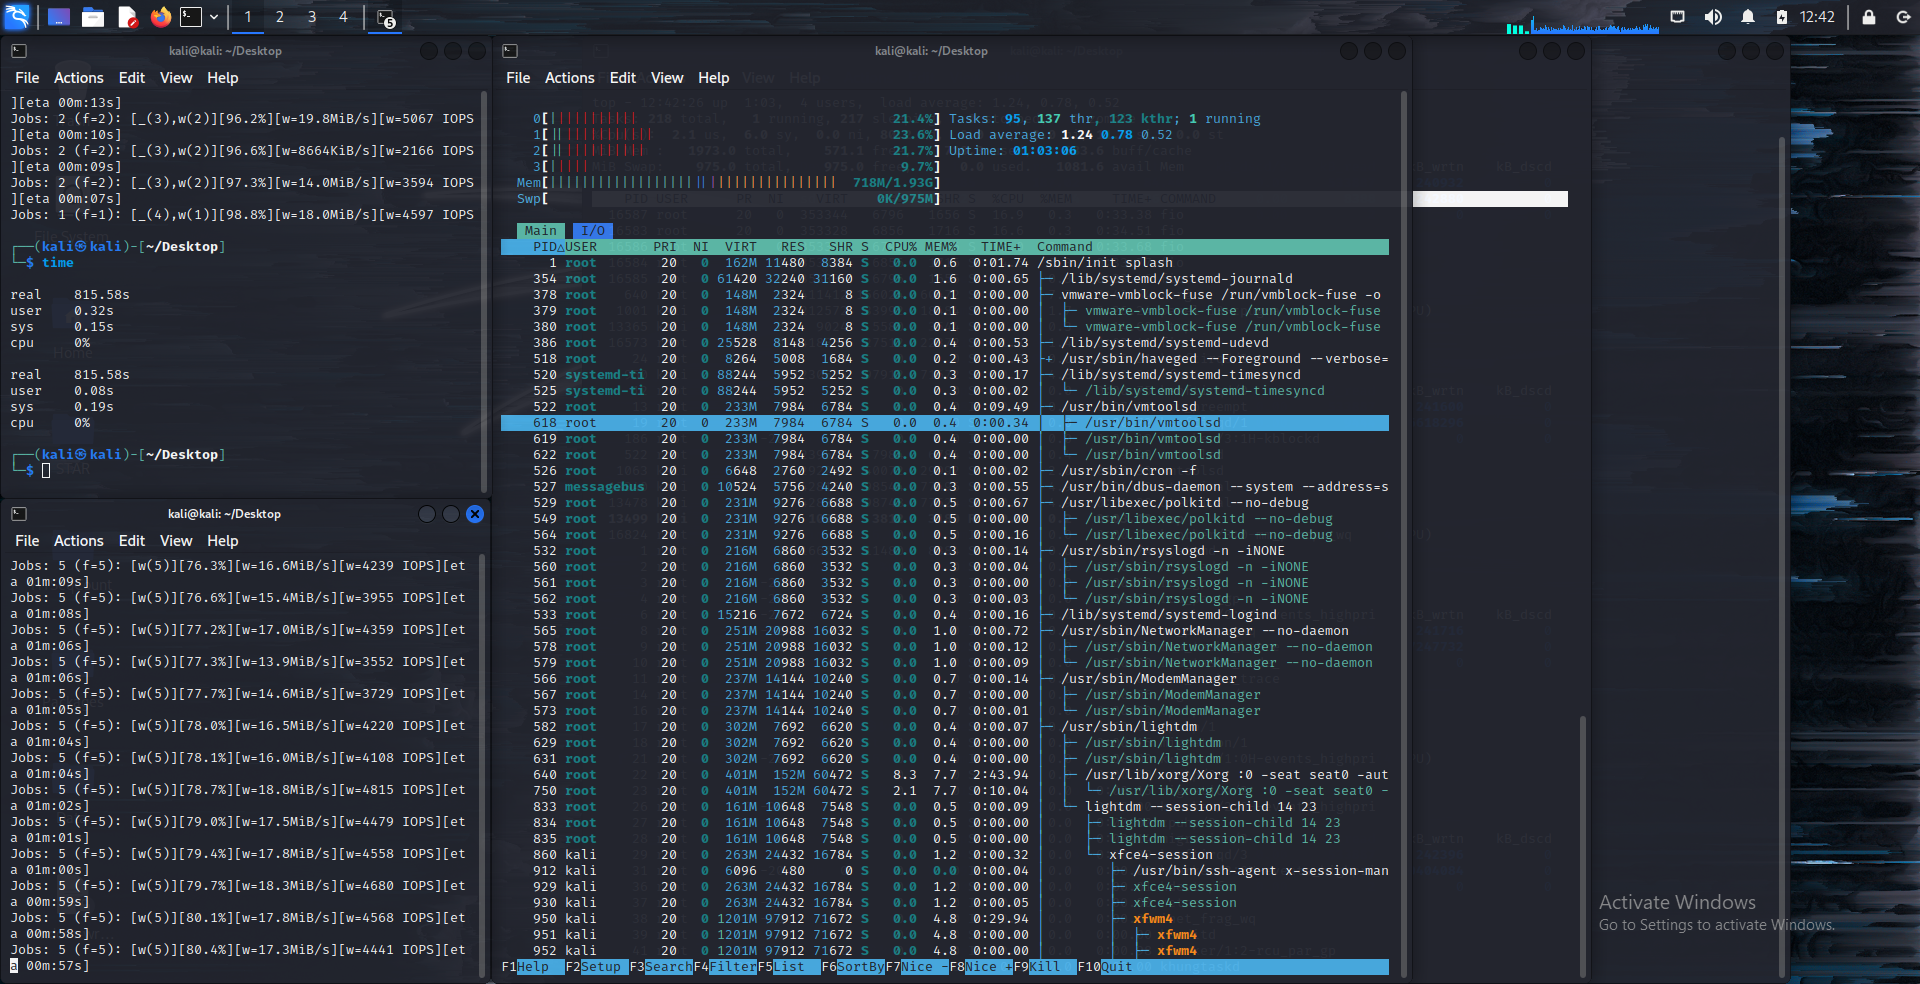 1 2 3 4 5 12:42
kali@kali: ~/Desktop
File Actions Edit View Help
][eta 00m:13s]
Jobs: 2 (f=2): [_(3),w(2)][96.2%][w=19.8MiB/s][w=5067 IOPS
][eta 00m:10s]
Jobs: 2 (f=2): [_(3),w(2)][96.6%][w=8664KiB/s][w=2166 IOPS
][eta 00m:09s]
Jobs: 2 (f=2): [_(3),w(2)][97.3%][w=14.0MiB/s][w=3594 IOPS
][eta 00m:07s]
Jobs: 1 (f=1): [_(4),w(1)][98.8%][w=18.0MiB/s][w=4597 IOPS
┌──(kali㉿kali)-[~/Desktop]
└─$ time
real 815.58s
user 0.32s
sys 0.15s
cpu 0%
real 815.58s
user 0.08s
sys 0.19s
cpu 0%
┌──(kali㉿kali)-[~/Desktop]
└─$
kali@kali: ~/Desktop
File Actions Edit View Help
Jobs: 5 (f=5): [w(5)][76.3%][w=16.6MiB/s][w=4239 IOPS][et
a 01m:09s]
Jobs: 5 (f=5): [w(5)][76.6%][w=15.4MiB/s][w=3955 IOPS][et
a 01m:08s]
Jobs: 5 (f=5): [w(5)][77.2%][w=17.0MiB/s][w=4359 IOPS][et
a 01m:06s]
Jobs: 5 (f=5): [w(5)][77.3%][w=13.9MiB/s][w=3552 IOPS][et
a 01m:06s]
Jobs: 5 (f=5): [w(5)][77.7%][w=14.6MiB/s][w=3729 IOPS][et
a 01m:05s]
Jobs: 5 (f=5): [w(5)][78.0%][w=16.5MiB/s][w=4220 IOPS][et
a 01m:04s]
Jobs: 5 (f=5): [w(5)][78.1%][w=16.0MiB/s][w=4108 IOPS][et
a 01m:04s]
Jobs: 5 (f=5): [w(5)][78.7%][w=18.8MiB/s][w=4815 IOPS][et
a 01m:02s]
Jobs: 5 (f=5): [w(5)][79.0%][w=17.5MiB/s][w=4479 IOPS][et
a 01m:01s]
Jobs: 5 (f=5): [w(5)][79.4%][w=17.8MiB/s][w=4558 IOPS][et
a 01m:00s]
Jobs: 5 (f=5): [w(5)][79.7%][w=18.3MiB/s][w=4680 IOPS][et
a 00m:59s]
Jobs: 5 (f=5): [w(5)][80.1%][w=17.8MiB/s][w=4568 IOPS][et
a 00m:58s]
Jobs: 5 (f=5): [w(5)][80.4%][w=17.3MiB/s][w=4441 IOPS][et
a 00m:57s]
kali@kali: ~/Desktop
File Actions Edit View Help
0[ 21.4%] Tasks: 95, 137 thr, 123 kthr; 1 running
1[ 23.6%] Load average: 1.24 0.78 0.52
2[ 21.7%] Uptime: 01:03:06
3[ 9.7%]
Mem[ 718M/1.93G]
Swp[ 0K/975M]
Main I/O
PID△USER PRI NI VIRT RES SHR S CPU% MEM% TIME+ Command
1 root 20 0 162M 11480 8384 S 0.0 0.6 0:01.74 /sbin/init splash
354 root 20 0 61420 32240 31160 S 0.0 1.6 0:00.65 ├─ /lib/systemd/systemd-journald
378 root 20 0 148M 2324 8 S 0.0 0.1 0:00.00 ├─ vmware-vmblock-fuse /run/vmblock-fuse -o
379 root 20 0 148M 2324 8 S 0.0 0.1 0:00.00 │ ├─ vmware-vmblock-fuse /run/vmblock-fuse
380 root 20 0 148M 2324 8 S 0.0 0.1 0:00.00 │ └─ vmware-vmblock-fuse /run/vmblock-fuse
386 root 20 0 25528 8148 4256 S 0.0 0.4 0:00.53 ├─ /lib/systemd/systemd-udevd
518 root 20 0 8264 5008 1684 S 0.0 0.2 0:00.43 ├+ /usr/sbin/haveged --Foreground --verbose=
520 systemd-ti 20 0 88244 5952 5252 S 0.0 0.3 0:00.17 ├─ /lib/systemd/systemd-timesyncd
525 systemd-ti 20 0 88244 5952 5252 S 0.0 0.3 0:00.02 │ └─ /lib/systemd/systemd-timesyncd
522 root 20 0 233M 7984 6784 S 0.0 0.4 0:09.49 ├─ /usr/bin/vmtoolsd
618 root 20 0 233M 7984 6784 S 0.0 0.4 0:00.34 │ ├─ /usr/bin/vmtoolsd
619 root 20 0 233M 7984 6784 S 0.0 0.4 0:00.00 │ ├─ /usr/bin/vmtoolsd
622 root 20 0 233M 7984 6784 S 0.0 0.4 0:00.00 │ └─ /usr/bin/vmtoolsd
526 root 20 0 6648 2760 2492 S 0.0 0.1 0:00.02 ├─ /usr/sbin/cron -f
527 messagebus 20 0 10524 5756 4240 S 0.0 0.3 0:00.55 ├─ /usr/bin/dbus-daemon --system --address=s
529 root 20 0 231M 9276 6688 S 0.0 0.5 0:00.67 ├─ /usr/libexec/polkitd --no-debug
549 root 20 0 231M 9276 6688 S 0.0 0.5 0:00.00 │ ├─ /usr/libexec/polkitd --no-debug
564 root 20 0 231M 9276 6688 S 0.0 0.5 0:00.16 │ └─ /usr/libexec/polkitd --no-debug
532 root 20 0 216M 6860 3532 S 0.0 0.3 0:00.14 ├─ /usr/sbin/rsyslogd -n -iNONE
560 root 20 0 216M 6860 3532 S 0.0 0.3 0:00.04 │ ├─ /usr/sbin/rsyslogd -n -iNONE
561 root 20 0 216M 6860 3532 S 0.0 0.3 0:00.00 │ ├─ /usr/sbin/rsyslogd -n -iNONE
562 root 20 0 216M 6860 3532 S 0.0 0.3 0:00.03 │ └─ /usr/sbin/rsyslogd -n -iNONE
533 root 20 0 15216 7672 6724 S 0.0 0.4 0:00.16 ├─ /lib/systemd/systemd-logind
565 root 20 0 251M 20988 16032 S 0.0 1.0 0:00.72 ├─ /usr/sbin/NetworkManager --no-daemon
578 root 20 0 251M 20988 16032 S 0.0 1.0 0:00.12 │ ├─ /usr/sbin/NetworkManager --no-daemon
579 root 20 0 251M 20988 16032 S 0.0 1.0 0:00.09 │ └─ /usr/sbin/NetworkManager --no-daemon
566 root 20 0 237M 14144 10240 S 0.0 0.7 0:00.14 ├─ /usr/sbin/ModemManager
567 root 20 0 237M 14144 10240 S 0.0 0.7 0:00.00 │ ├─ /usr/sbin/ModemManager
573 root 20 0 237M 14144 10240 S 0.0 0.7 0:00.01 │ └─ /usr/sbin/ModemManager
582 root 20 0 302M 7692 6620 S 0.0 0.4 0:00.07 ├─ /usr/sbin/lightdm
629 root 20 0 302M 7692 6620 S 0.0 0.4 0:00.00 │ ├─ /usr/sbin/lightdm
631 root 20 0 302M 7692 6620 S 0.0 0.4 0:00.00 │ ├─ /usr/sbin/lightdm
640 root 20 0 401M 152M 60472 S 8.3 7.7 2:43.94 │ ├─ /usr/lib/xorg/Xorg :0 -seat seat0 -aut
750 root 20 0 401M 152M 60472 S 2.1 7.7 0:10.04 │ │ └─ /usr/lib/xorg/Xorg :0 -seat seat0 -
833 root 20 0 161M 10648 7548 S 0.0 0.5 0:00.09 │ └─ lightdm --session-child 14 23
834 root 20 0 161M 10648 7548 S 0.0 0.5 0:00.00 │ ├─ lightdm --session-child 14 23
835 root 20 0 161M 10648 7548 S 0.0 0.5 0:00.00 │ ├─ lightdm --session-child 14 23
860 kali 20 0 263M 24432 16784 S 0.0 1.2 0:00.32 │ └─ xfce4-session
912 kali 20 0 6096 480 0 S 0.0 0.0 0:00.04 │ ├─ /usr/bin/ssh-agent x-session-man
929 kali 20 0 263M 24432 16784 S 0.0 1.2 0:00.00 │ ├─ xfce4-session
930 kali 20 0 263M 24432 16784 S 0.0 1.2 0:00.05 │ ├─ xfce4-session
950 kali 20 0 1201M 97912 71672 S 0.0 4.8 0:29.94 │ ├─ xfwm4
951 kali 20 0 1201M 97912 71672 S 0.0 4.8 0:00.00 │ │ ├─ xfwm4
952 kali 20 0 1201M 97912 71672 S 0.0 4.8 0:00.00 │ │ ├─ xfwm4
F1Help F2Setup F3SearchF4FilterF5List F6SortByF7Nice -F8Nice +F9Kill F10Quit
Activate Windows
Go to Settings to activate Windows.